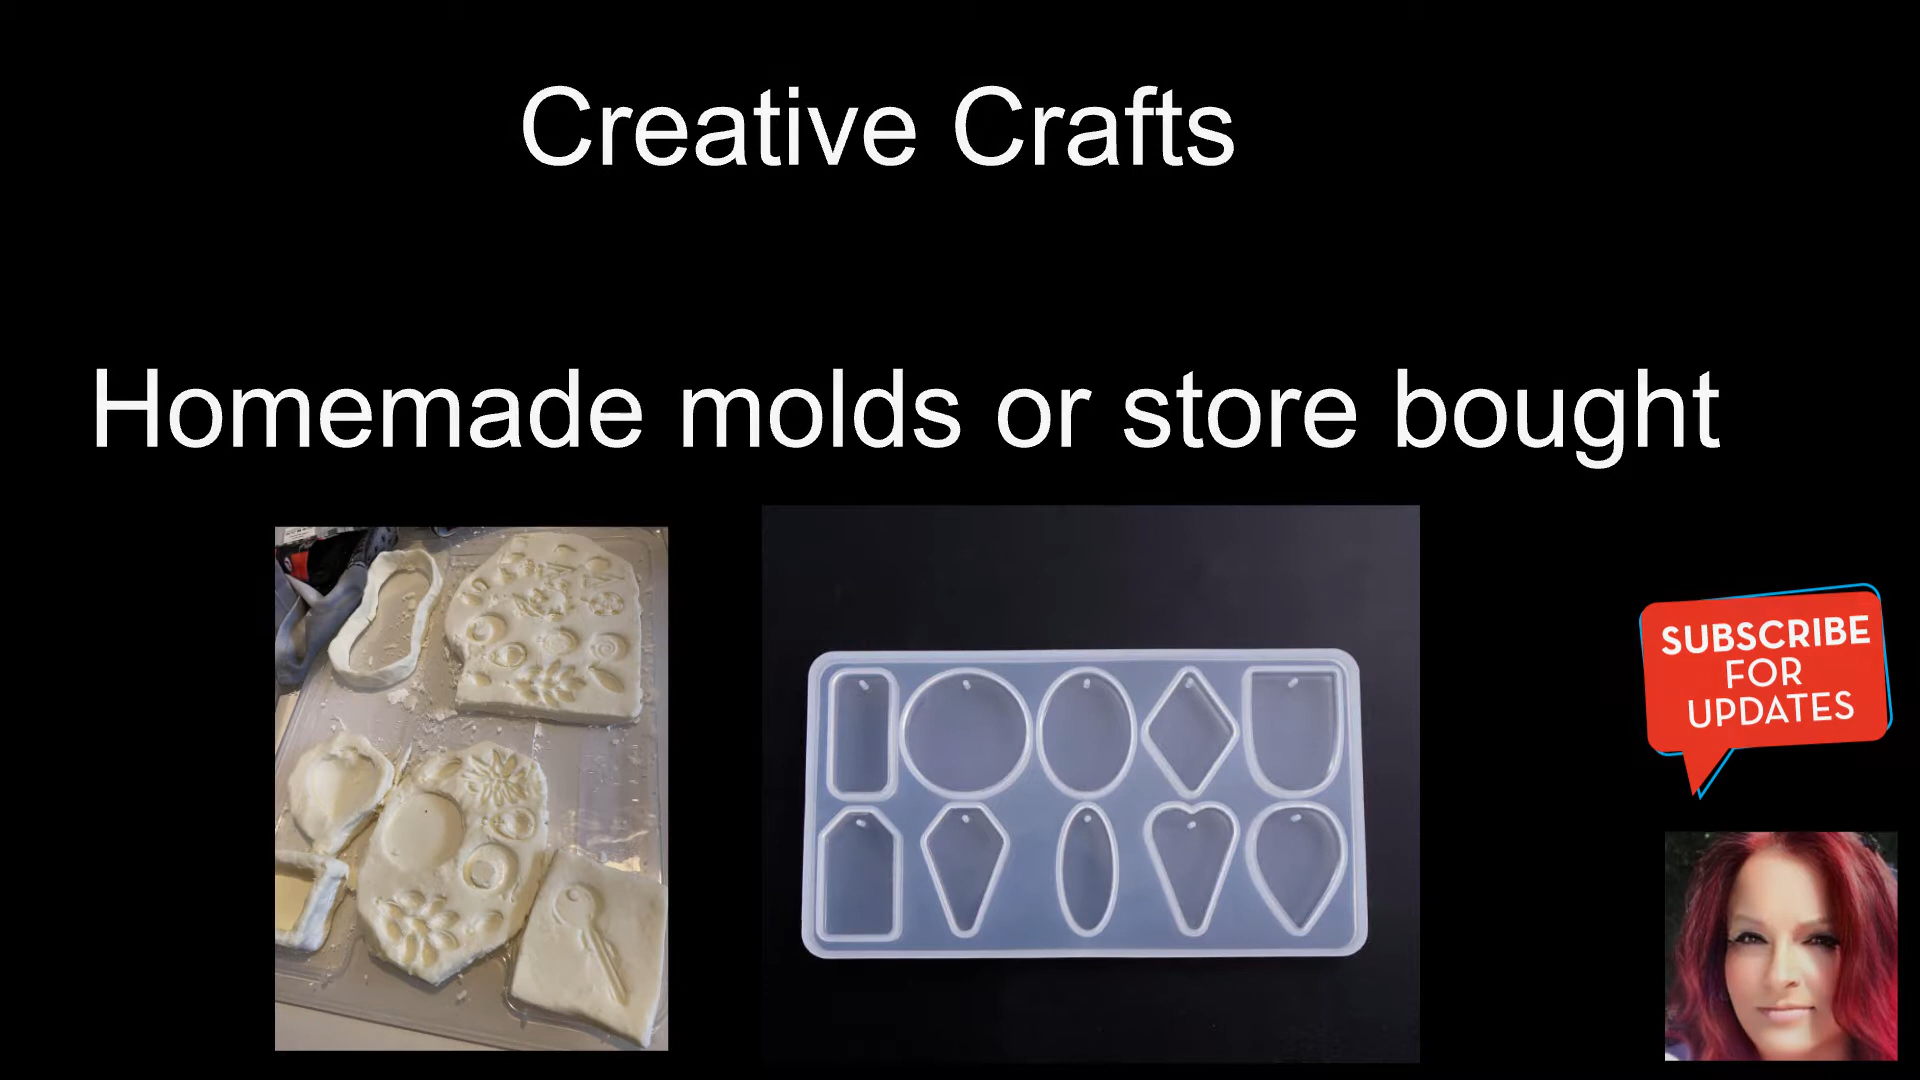 Creative Crafts
Homemade molds or store bought
SUBSCRIBE
FOR
UPDATES